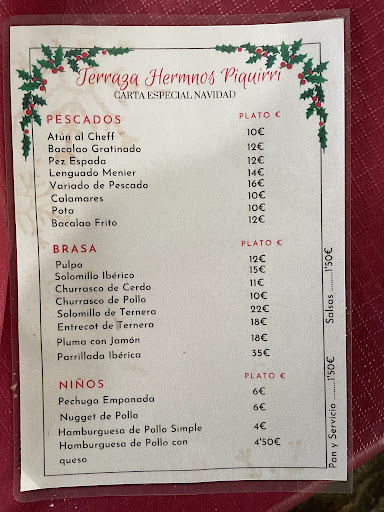 Terraza Hermnos Piquirri
CARTA ESPECIAL NAVIDAD
PESCADOS PLATO €
Atún al Cheff 10€
Bacalao Gratinado 12€
Pez Espada 12€
Lenguado Menier 14€
Variado de Pescado 16€
Calamares 10€
Pota 10€
Bacalao Frito 12€
BRASA PLATO €
Pulpo 12€
Solomillo Ibérico 15€
Churrasco de Cerdo 11€
Churrasco de Pollo 10€
Solomillo de Ternera 22€
Entrecot de Ternera 18€
Pluma con Jamón 18€
Parrillada Ibérica 35€
NIÑOS PLATO €
Pechuga Empanada 6€
Nugget de Pollo 6€
Hamburguesa de Pollo Simple 4€
Hamburguesa de Pollo con 4'50€
queso
Pan y Servicio ........1'50€
Salsas ..........1'50€